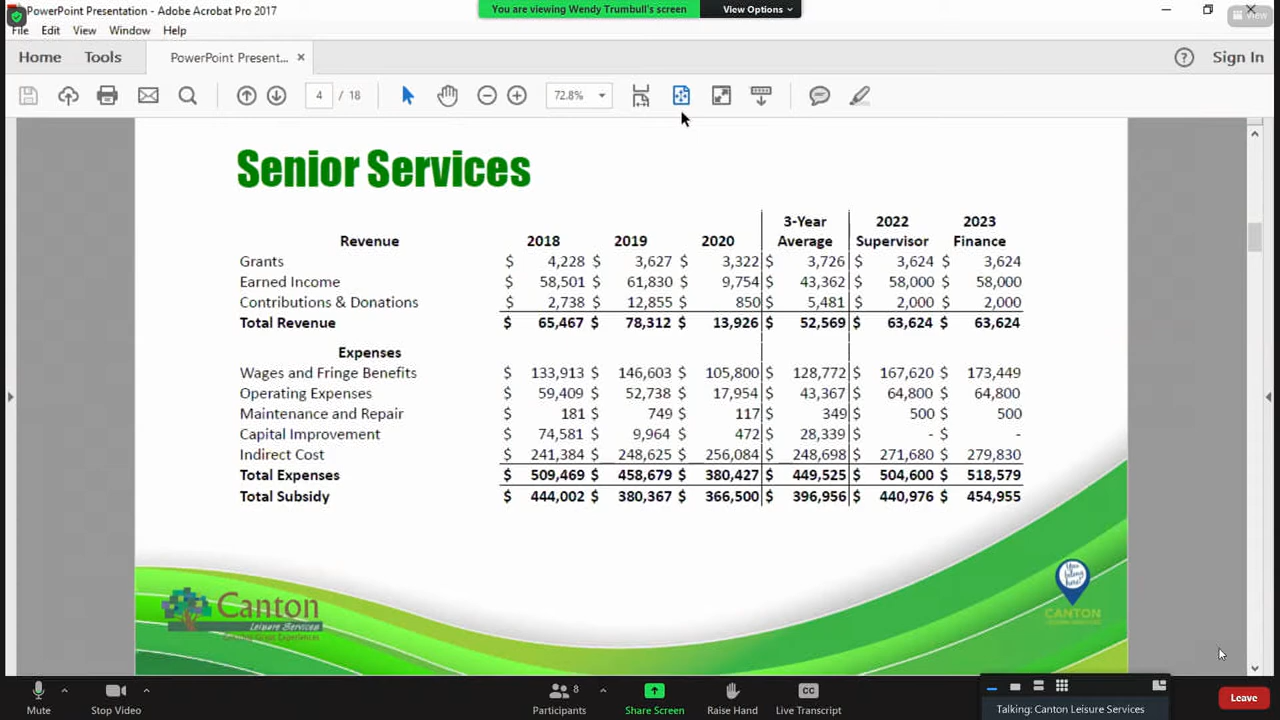 PowerPoint Presentation - Adobe Acrobat Pro 2017
You are viewing Wendy Trumbull's screen View Options
View
File Edit View Window Help
Home Tools PowerPoint Present... × Sign In
4 / 18 72.8%
Senior Services
Revenue 2018 2019 2020 3-Year Average 2022 Supervisor 2023 Finance
Grants $ 4,228 $ 3,627 $ 3,322 $ 3,726 $ 3,624 $ 3,624
Earned Income $ 58,501 $ 61,830 $ 9,754 $ 43,362 $ 58,000 $ 58,000
Contributions & Donations $ 2,738 $ 12,855 $ 850 $ 5,481 $ 2,000 $ 2,000
Total Revenue $ 65,467 $ 78,312 $ 13,926 $ 52,569 $ 63,624 $ 63,624
Expenses
Wages and Fringe Benefits $ 133,913 $ 146,603 $ 105,800 $ 128,772 $ 167,620 $ 173,449
Operating Expenses $ 59,409 $ 52,738 $ 17,954 $ 43,367 $ 64,800 $ 64,800
Maintenance and Repair $ 181 $ 749 $ 117 $ 349 $ 500 $ 500
Capital Improvement $ 74,581 $ 9,964 $ 472 $ 28,339 $ - $ -
Indirect Cost $ 241,384 $ 248,625 $ 256,084 $ 248,698 $ 271,680 $ 279,830
Total Expenses $ 509,469 $ 458,679 $ 380,427 $ 449,525 $ 504,600 $ 518,579
Total Subsidy $ 444,002 $ 380,367 $ 366,500 $ 396,956 $ 440,976 $ 454,955
Canton
Leisure Services
You belong here!
CANTON
Mute Stop Video Participants 8 Share Screen Raise Hand CC Live Transcript
Talking: Canton Leisure Services
Leave